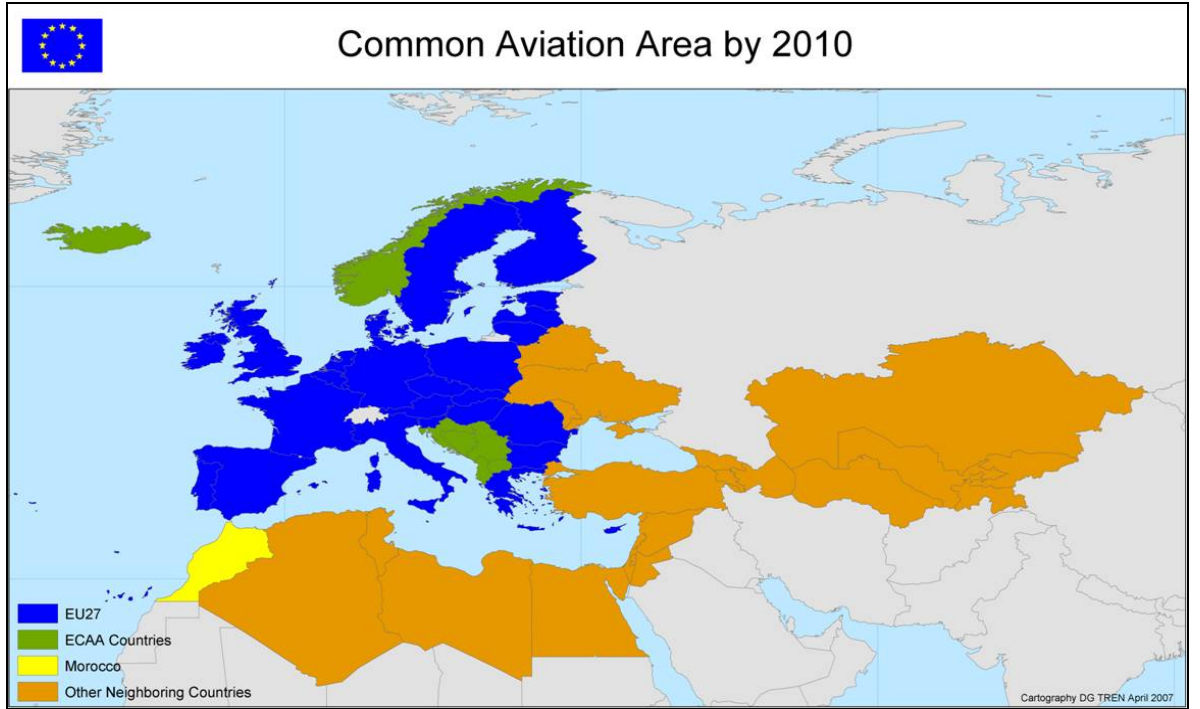 Common Aviation Area by 2010
EU27
ECAA Countries
Morocco
Other Neighboring Countries
Cartography DG TREN April 2007